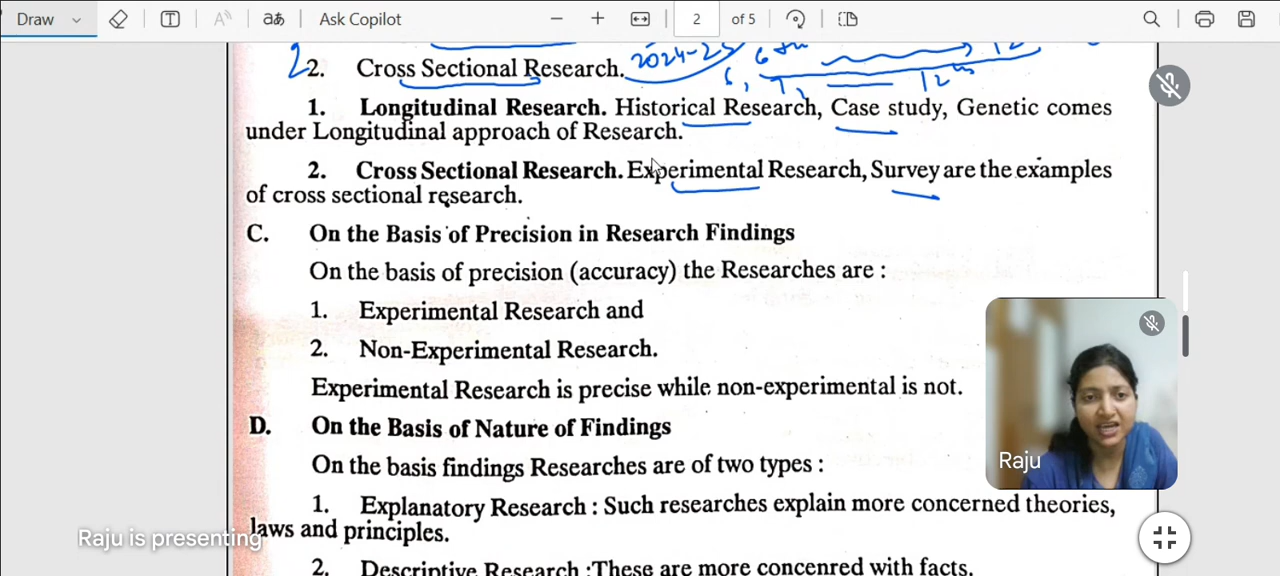 Draw
Ask Copilot
2 of 5
2024-25 6th 12
2. Cross Sectional Research.
6, 12 12th
1. Longitudinal Research. Historical Research, Case study, Genetic comes
under Longitudinal approach of Research.
2. Cross Sectional Research. Experimental Research, Survey are the examples
of cross sectional research.
C. On the Basis of Precision in Research Findings
On the basis of precision (accuracy) the Researches are :
1. Experimental Research and
2. Non-Experimental Research.
Experimental Research is precise while non-experimental is not.
D. On the Basis of Nature of Findings
Raju
On the basis findings Researches are of two types :
1. Explanatory Research : Such researches explain more concerned theories,
laws and principles.
Raju is presenting
2. Descriptive Research :These are more concenred with facts.